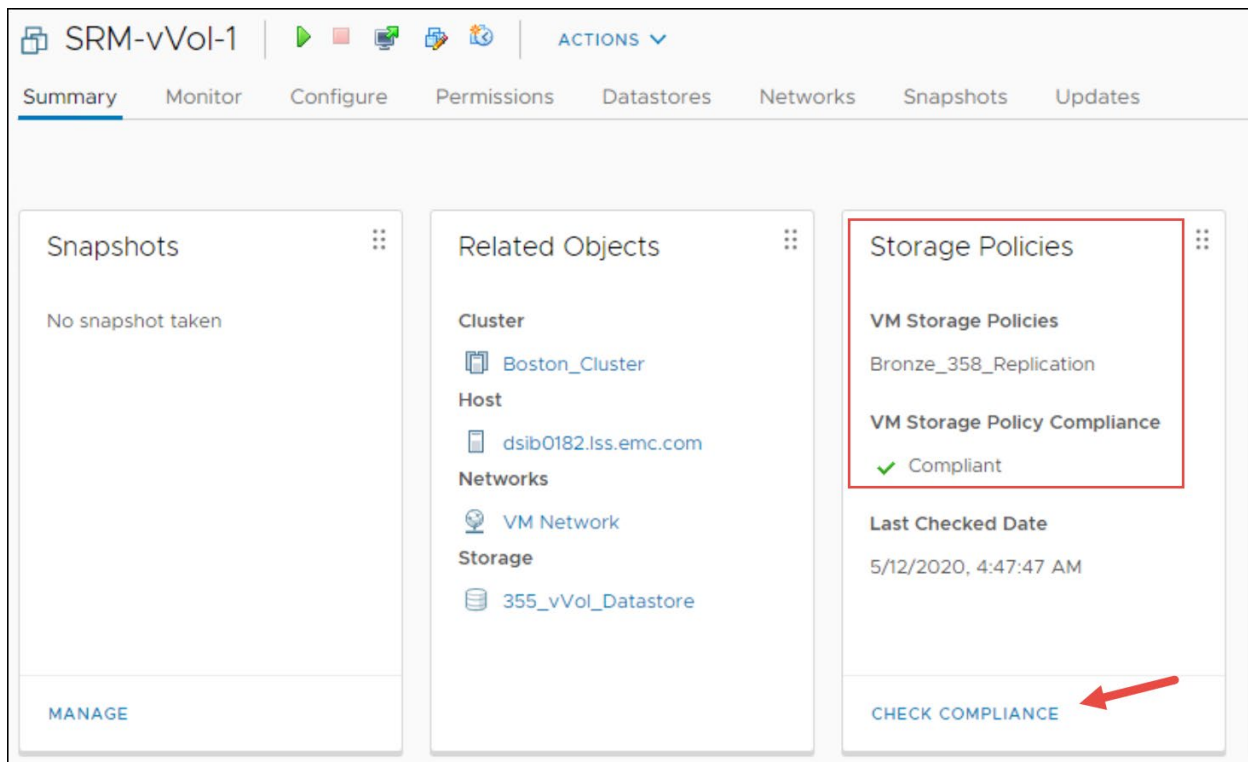 SRM-vVol-1
ACTIONS
Summary Monitor Configure Permissions Datastores Networks Snapshots Updates
Snapshots
No snapshot taken
MANAGE
Related Objects
Cluster
Boston_Cluster
Host
dsib0182.lss.emc.com
Networks
VM Network
Storage
355_vVol_Datastore
Storage Policies
VM Storage Policies
Bronze_358_Replication
VM Storage Policy Compliance
Compliant
Last Checked Date
5/12/2020, 4:47:47 AM
CHECK COMPLIANCE